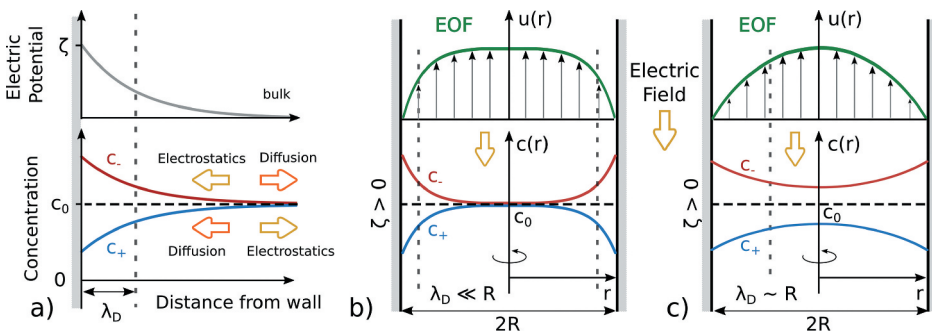 Electric
Potential
ζ
bulk
Concentration
c₀
0
c₋
c₊
Electrostatics
Diffusion
Diffusion
Electrostatics
a)
λ_D
Distance from wall
EOF
u(r)
c(r)
c₋
c₊
c₀
ζ > 0
b)
λ_D ≪ R
r
2R
Electric
Field
EOF
u(r)
c(r)
c₋
c₀
c₊
ζ > 0
c)
λ_D ~ R
r
2R